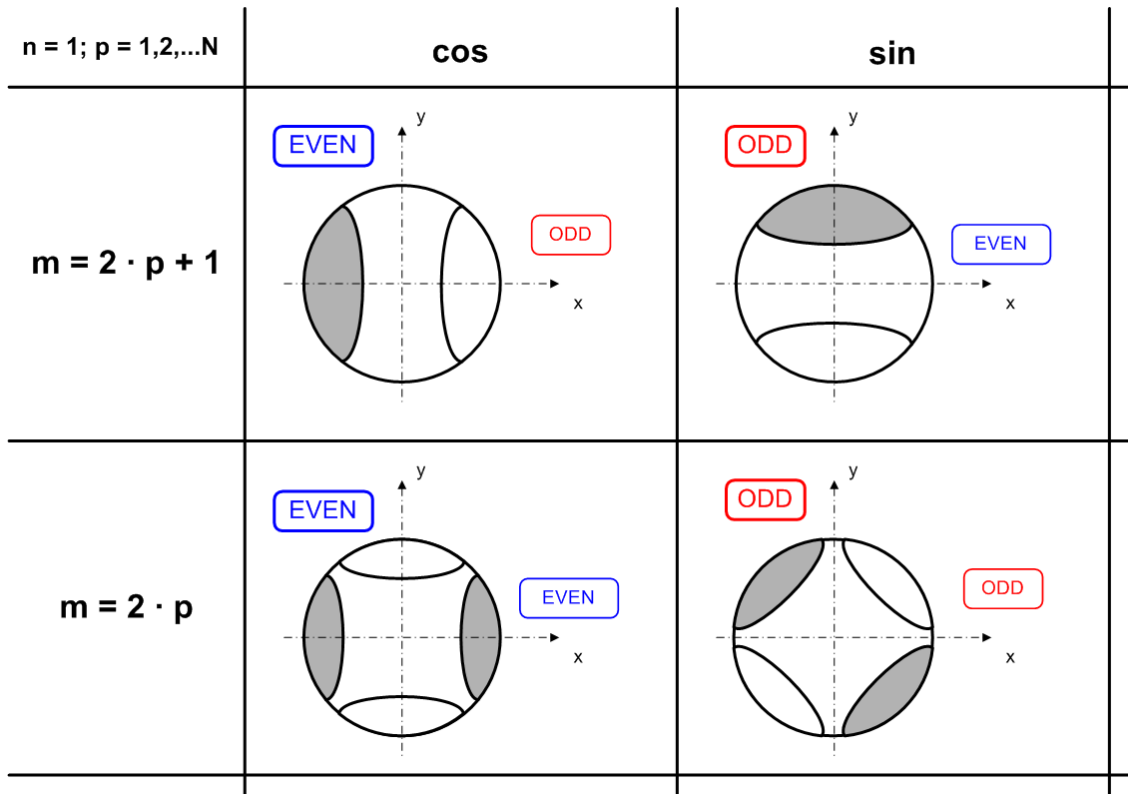 n = 1; p = 1,2,...N
cos
sin
m = 2 · p + 1
EVEN
y
ODD
x
ODD
y
EVEN
x
m = 2 · p
EVEN
y
EVEN
x
ODD
y
ODD
x